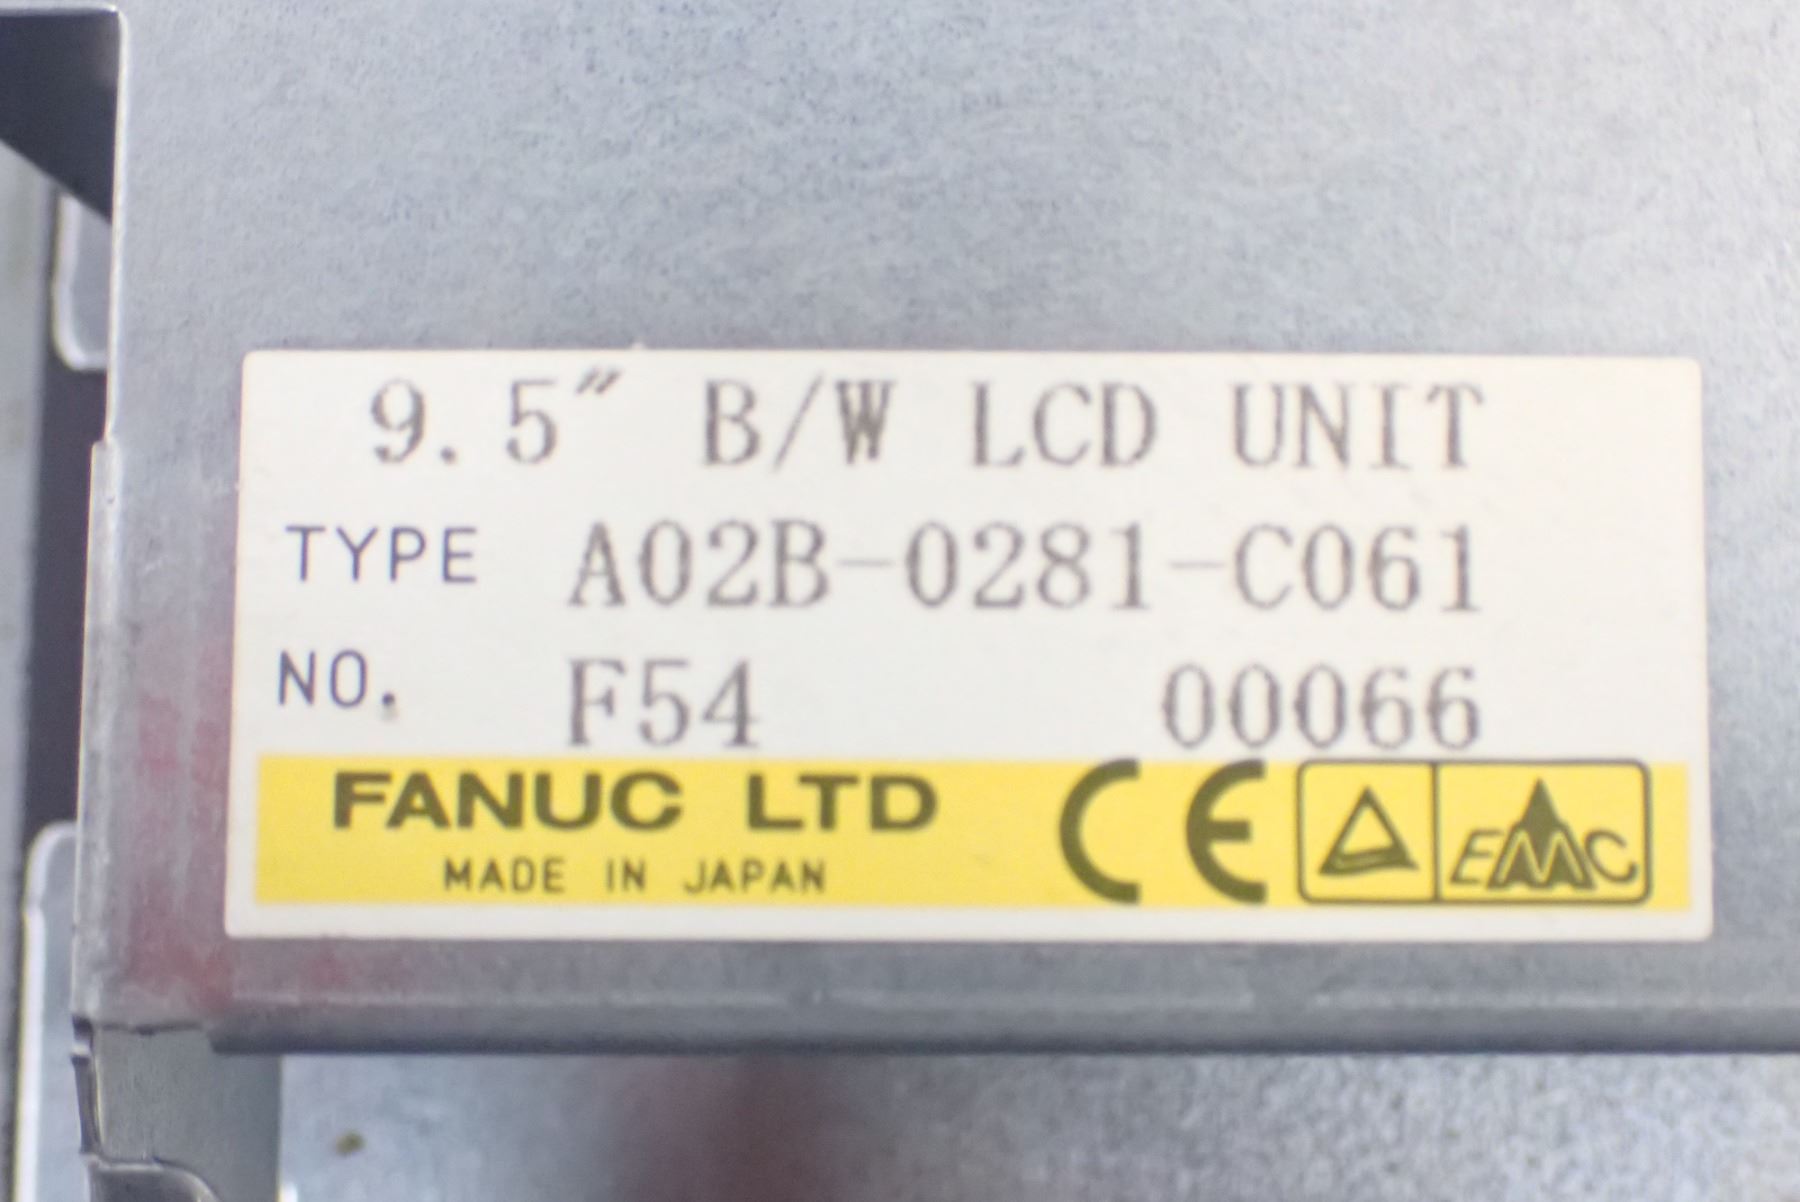 9.5" B/W LCD UNIT
TYPE A02B-0281-C061
NO. F54 00066
FANUC LTD
MADE IN JAPAN
CE EMC